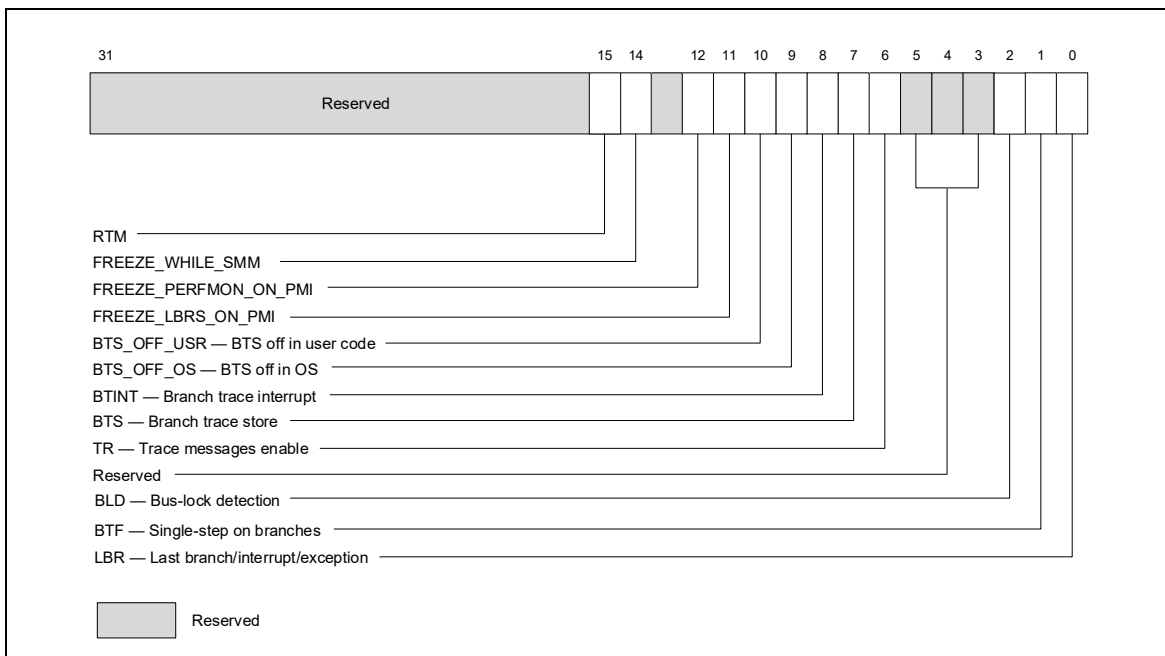 31 15 14 12 11 10 9 8 7 6 5 4 3 2 1 0
Reserved
RTM
FREEZE_WHILE_SMM
FREEZE_PERFMON_ON_PMI
FREEZE_LBRS_ON_PMI
BTS_OFF_USR — BTS off in user code
BTS_OFF_OS — BTS off in OS
BTINT — Branch trace interrupt
BTS — Branch trace store
TR — Trace messages enable
Reserved
BLD — Bus-lock detection
BTF — Single-step on branches
LBR — Last branch/interrupt/exception
Reserved